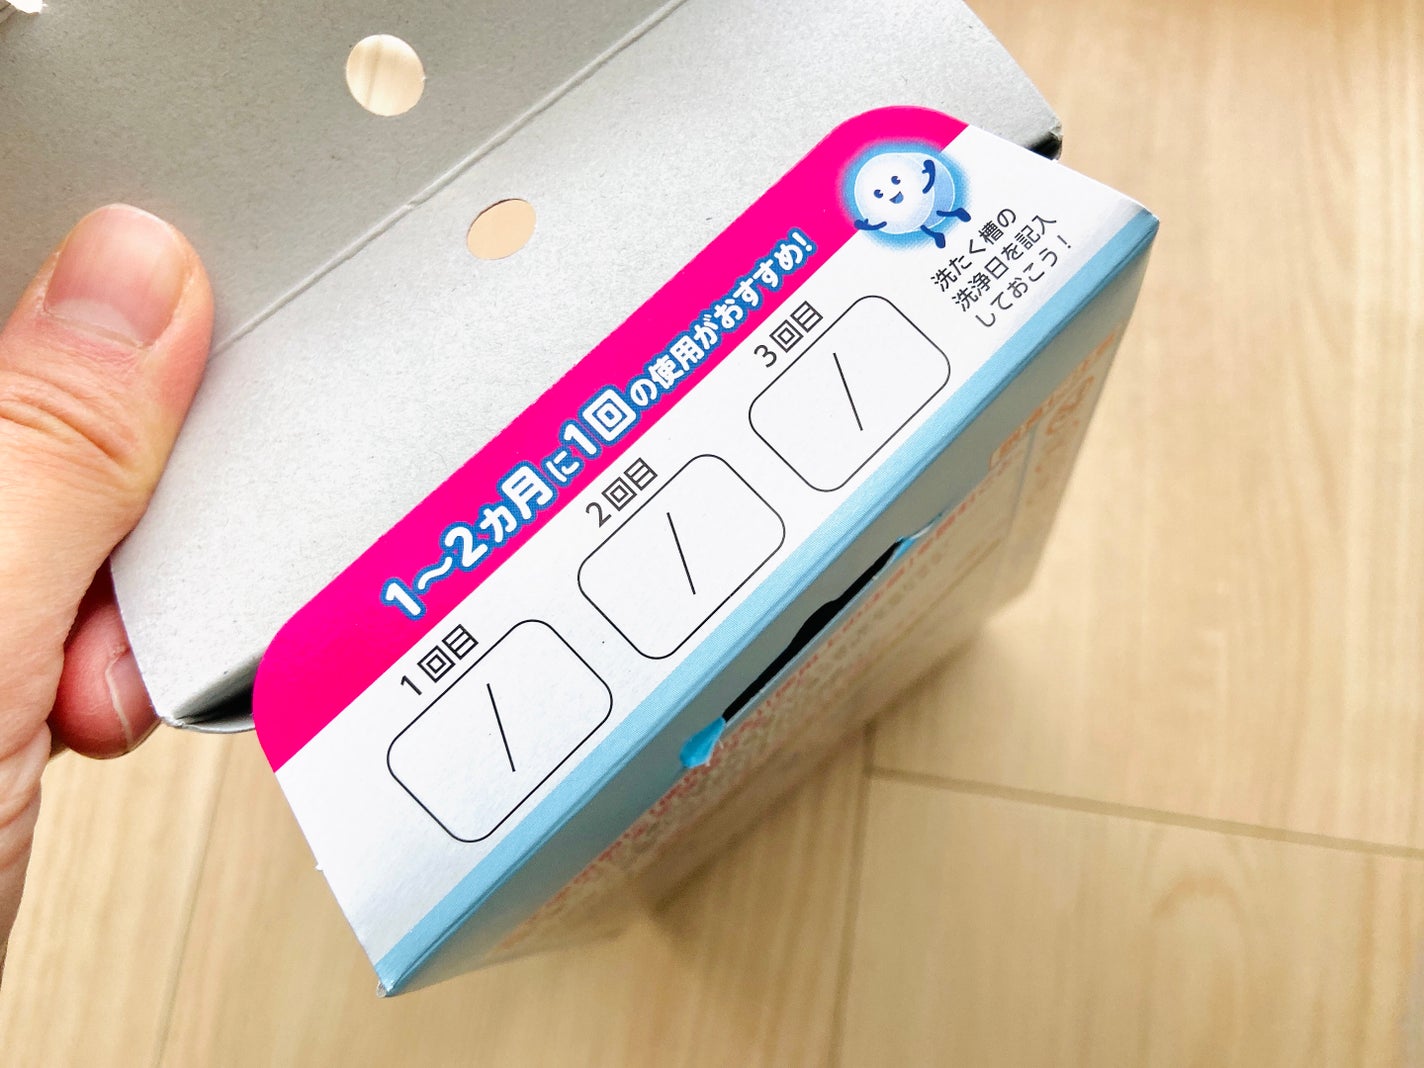 1〜2カ月に1回の使用がおすすめ!
洗たく槽の
洗浄日を記入
しておこう!
1回目
/
2回目
/
3回目
/